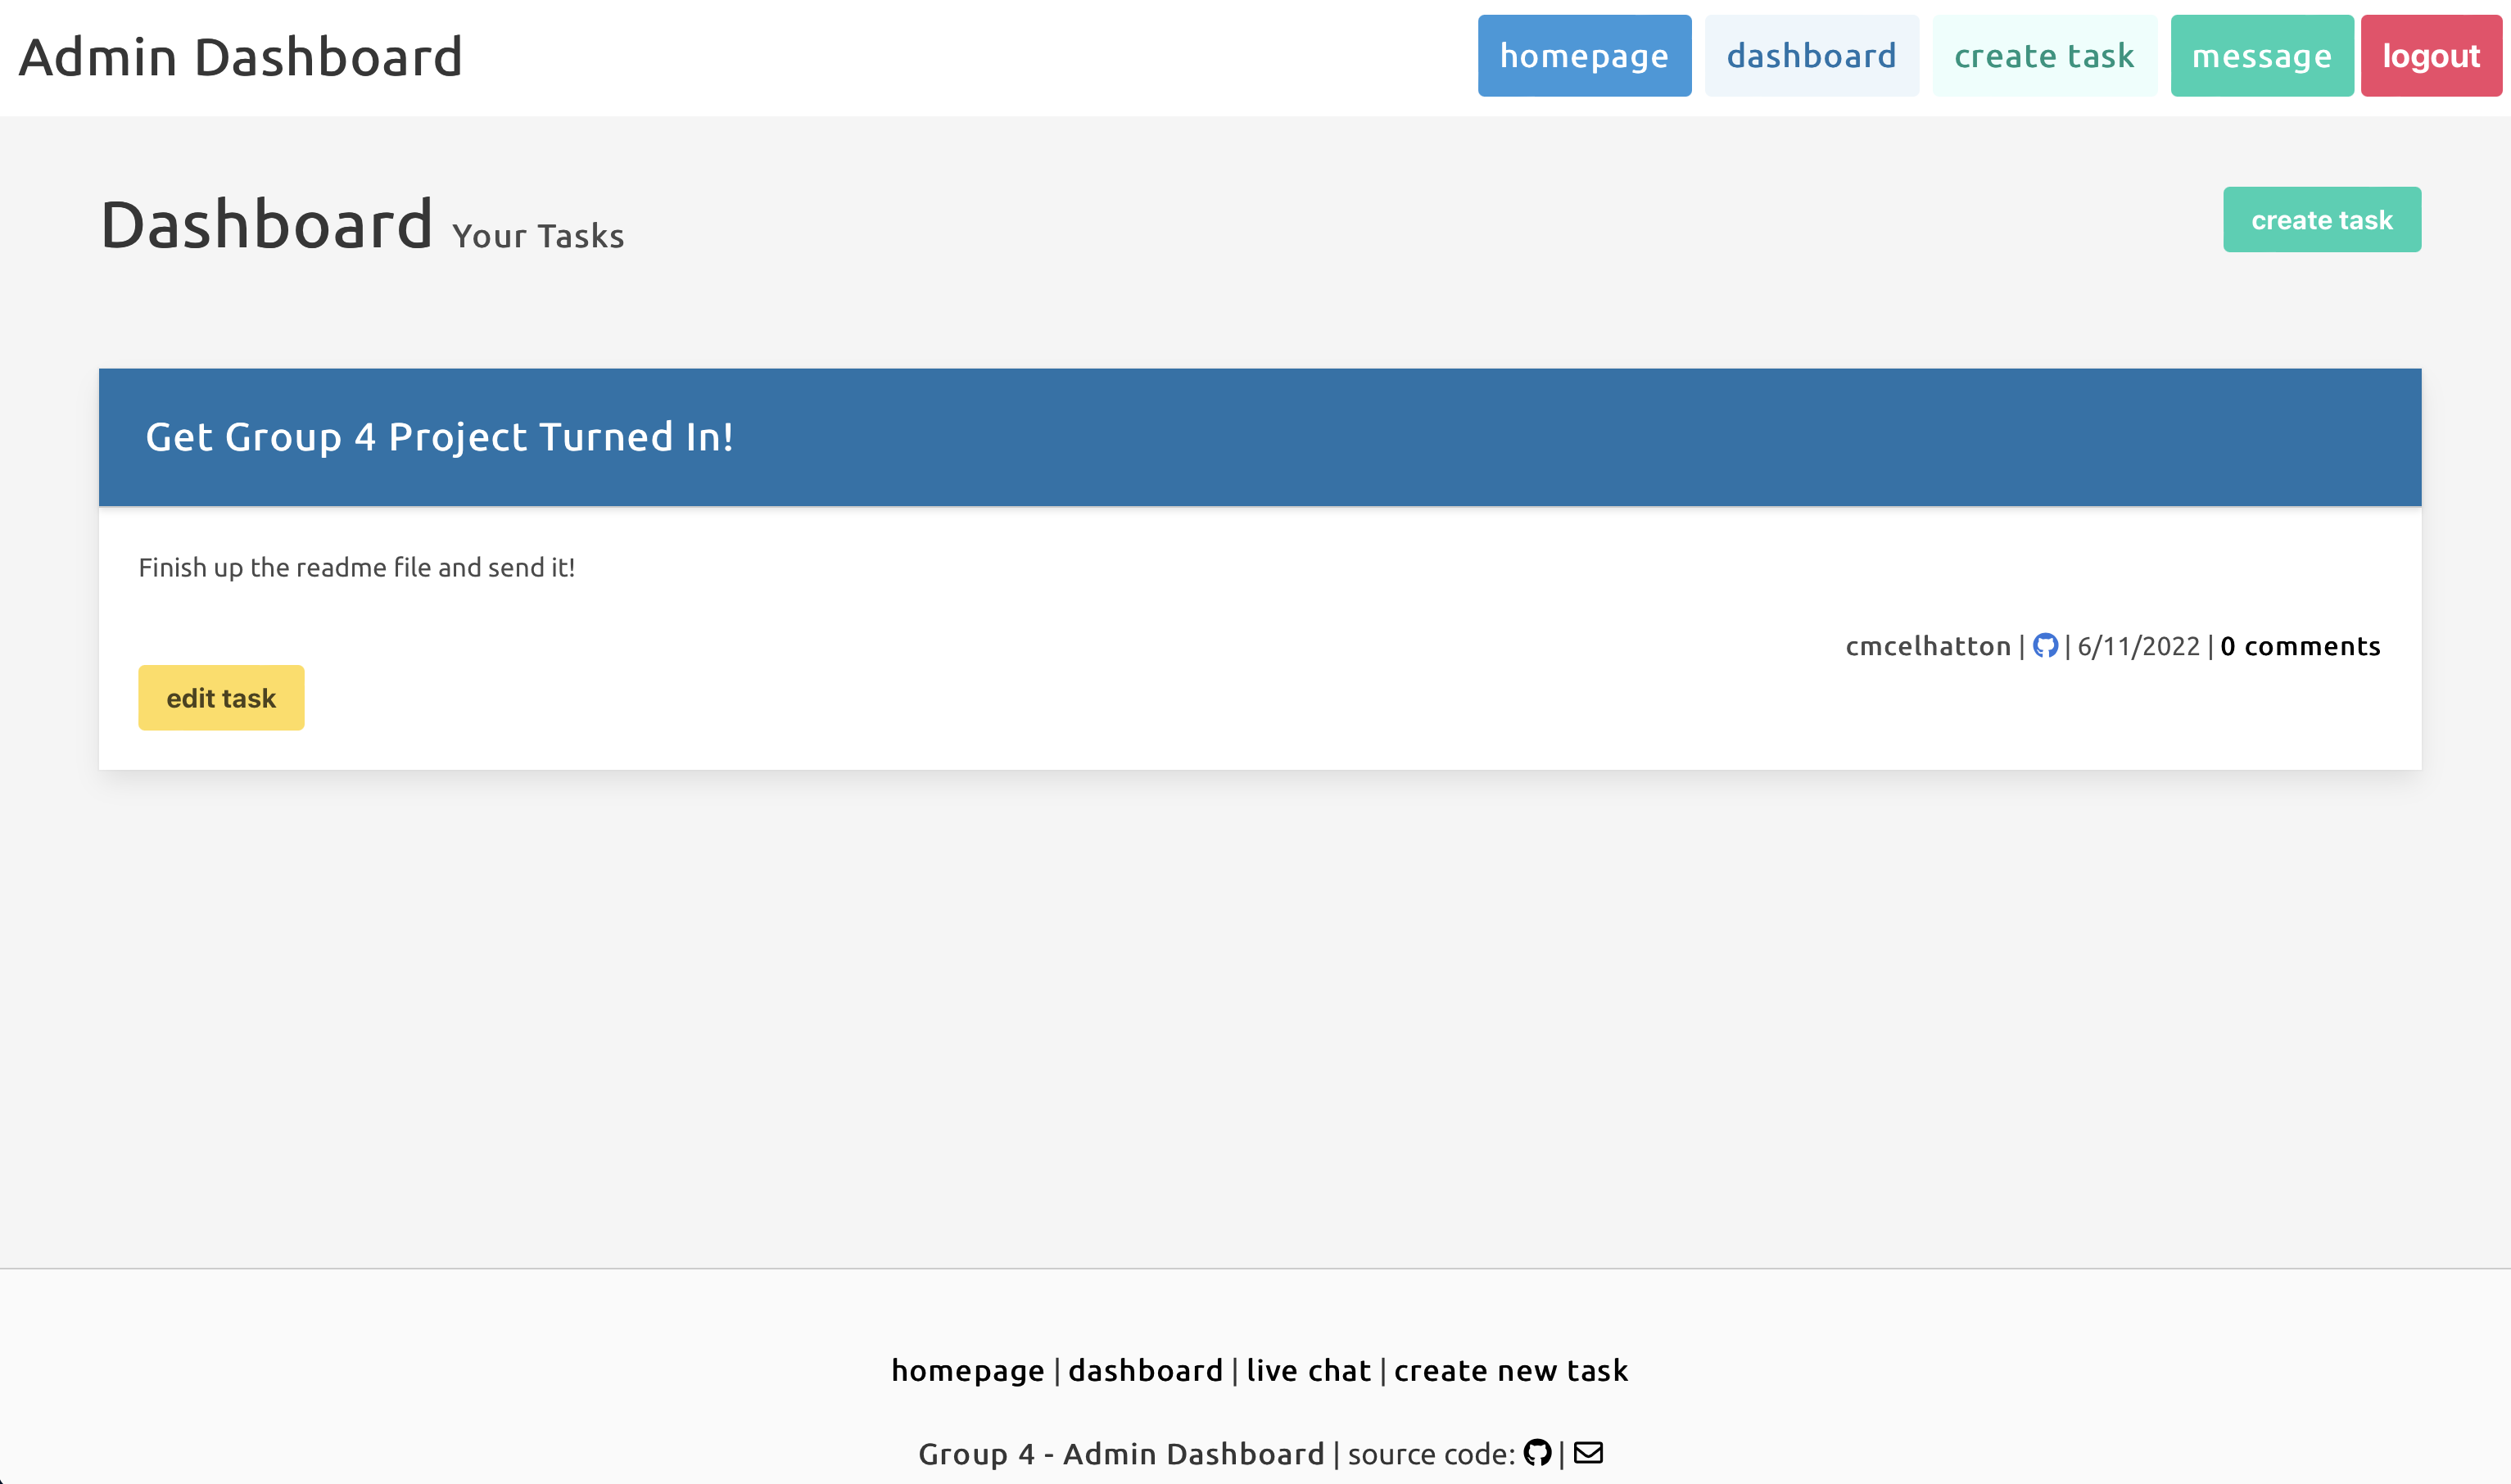 Admin Dashboard
homepage dashboard create task message logout
Dashboard Your Tasks
create task
Get Group 4 Project Turned In!
Finish up the readme file and send it!
cmcelhatton | | 6/11/2022 | 0 comments
edit task
homepage | dashboard | live chat | create new task
Group 4 - Admin Dashboard | source code: |